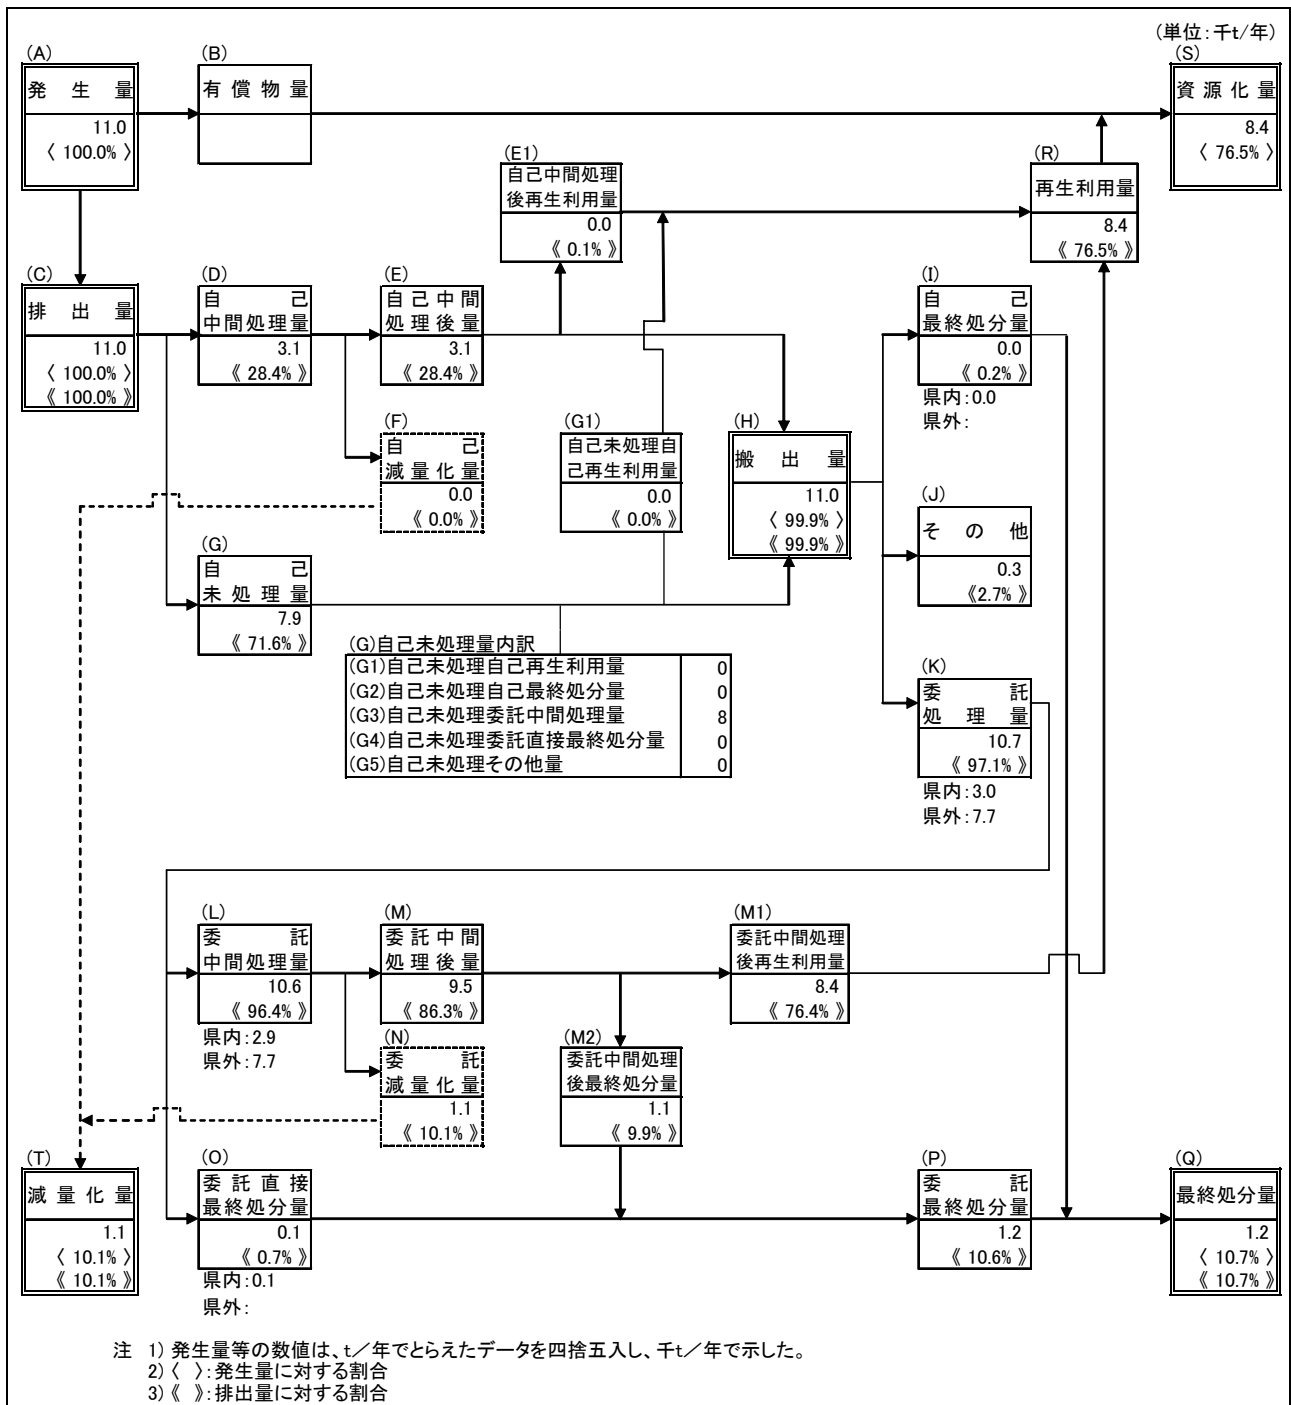 (単位:千t/年)
(A)
発生量
11.0
〈 100.0% 〉
(B)
有償物量
(S)
資源化量
8.4
〈 76.5% 〉
(E1)
自己中間処理
後再生利用量
0.0
《 0.1% 》
(R)
再生利用量
8.4
《 76.5% 》
(C)
排出量
11.0
〈 100.0% 〉
《 100.0% 》
(D)
自己
中間処理量
3.1
《 28.4% 》
(E)
自己中間
処理後量
3.1
《 28.4% 》
(I)
自己
最終処分量
0.0
《 0.2% 》
県内:0.0
県外:
(F)
自己
減量化量
0.0
《 0.0% 》
(G1)
自己未処理自
己再生利用量
0.0
《 0.0% 》
(H)
搬出量
11.0
〈 99.9% 〉
《 99.9% 》
(J)
その他
0.3
《2.7% 》
(G)
自己
未処理量
7.9
《 71.6% 》
(G)自己未処理量内訳
(G1)自己未処理自己再生利用量 0
(G2)自己未処理自己最終処分量 0
(G3)自己未処理委託中間処理量 8
(G4)自己未処理委託直接最終処分量 0
(G5)自己未処理その他量 0
(K)
委託
処理量
10.7
《 97.1% 》
県内:3.0
県外:7.7
(L)
委託
中間処理量
10.6
《 96.4% 》
県内:2.9
県外:7.7
(M)
委託中間
処理後量
9.5
《 86.3% 》
(M1)
委託中間処理
後再生利用量
8.4
《 76.4% 》
(N)
委託
減量化量
1.1
《 10.1% 》
(M2)
委託中間処理
後最終処分量
1.1
《 9.9% 》
(T)
減量化量
1.1
〈 10.1% 〉
《 10.1% 》
(O)
委託直接
最終処分量
0.1
《 0.7% 》
県内:0.1
県外:
(P)
委託
最終処分量
1.2
《 10.6% 》
(Q)
最終処分量
1.2
〈 10.7% 〉
《 10.7% 》
注 1) 発生量等の数値は、t/年でとらえたデータを四捨五入し、千t/年で示した。
2)〈 〉:発生量に対する割合
3)《 》:排出量に対する割合